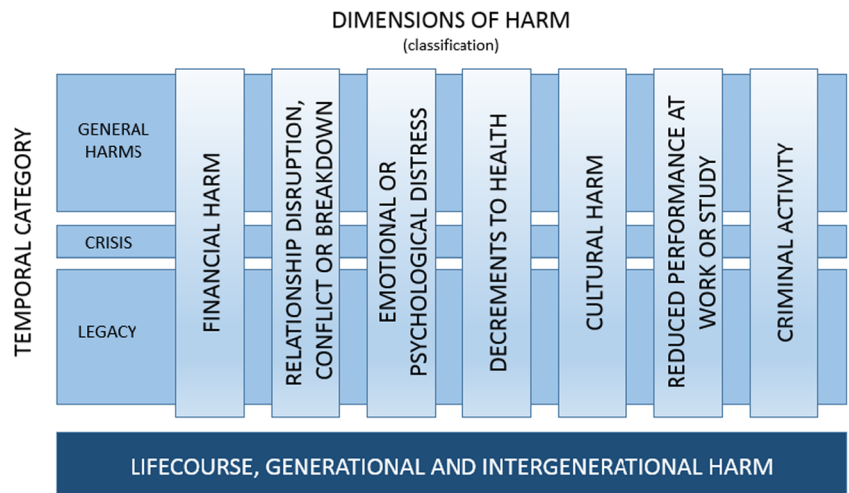 DIMENSIONS OF HARM
(classification)
TEMPORAL CATEGORY
GENERAL
HARMS
CRISIS
LEGACY
FINANCIAL HARM
RELATIONSHIP DISRUPTION,
CONFLICT OR BREAKDOWN
EMOTIONAL OR
PSYCHOLOGICAL DISTRESS
DECREMENTS TO HEALTH
CULTURAL HARM
REDUCED PERFORMANCE AT
WORK OR STUDY
CRIMINAL ACTIVITY
LIFECOURSE, GENERATIONAL AND INTERGENERATIONAL HARM